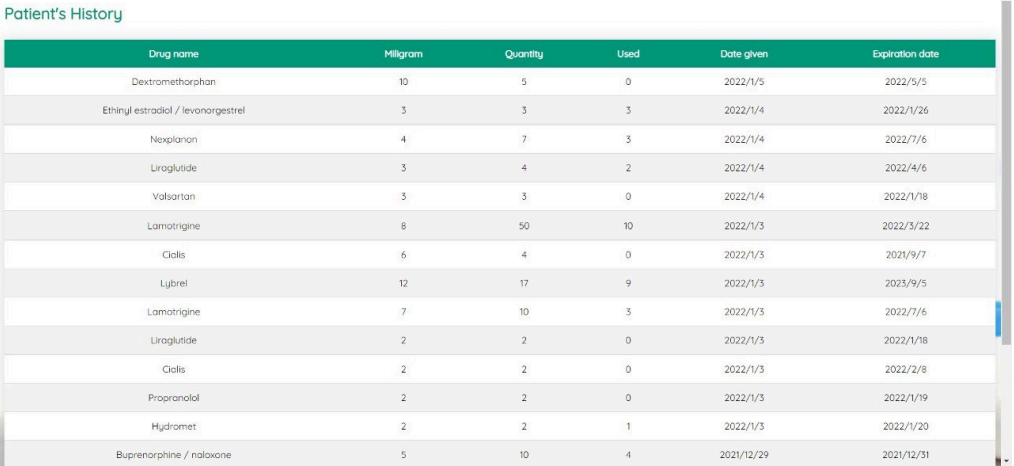 Patient's History
Drug name Miligram Quantity Used Date given Expiration date
Dextromethorphan 10 5 0 2022/1/5 2022/5/5
Ethinyl estradiol / levonorgestrel 3 3 3 2022/1/4 2022/1/26
Nexplanon 4 7 3 2022/1/4 2022/7/6
Liraglutide 3 4 2 2022/1/4 2022/4/6
Valsartan 3 3 0 2022/1/4 2022/1/18
Lamotrigine 8 50 10 2022/1/3 2022/3/22
Cialis 6 4 0 2022/1/3 2021/9/7
Lybrel 12 17 9 2022/1/3 2023/9/5
Lamotrigine 7 10 3 2022/1/3 2022/7/6
Liraglutide 2 2 0 2022/1/3 2022/1/18
Cialis 2 2 0 2022/1/3 2022/2/8
Propranolol 2 2 0 2022/1/3 2022/1/19
Hydromet 2 2 1 2022/1/3 2022/1/20
Buprenorphine / naloxone 5 10 4 2021/12/29 2021/12/31